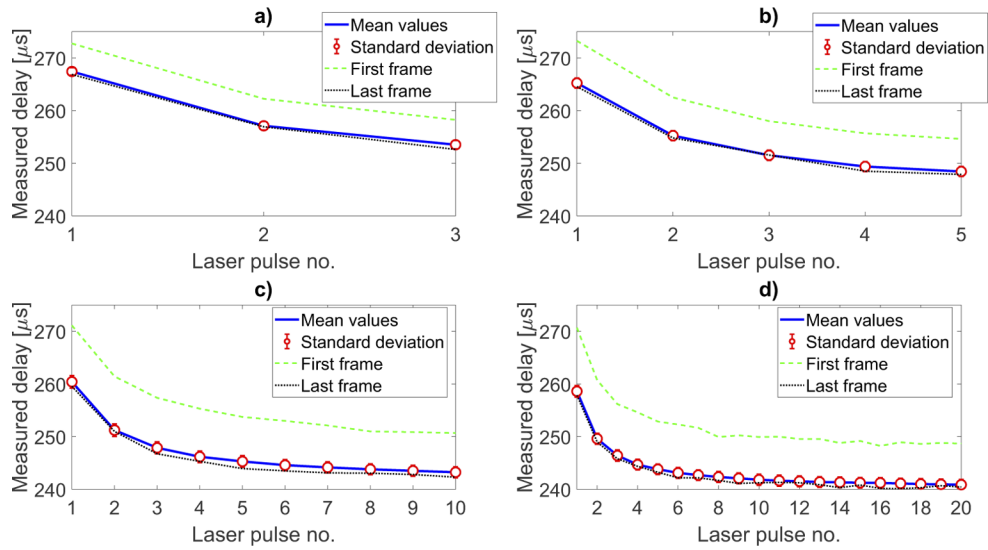 a)
Measured delay [μs]
270
260
250
240
1
2
3
Laser pulse no.
Mean values
Standard deviation
First frame
Last frame
b)
Measured delay [μs]
270
260
250
240
1
2
3
4
5
Laser pulse no.
Mean values
Standard deviation
First frame
Last frame
c)
Measured delay [μs]
270
260
250
240
1
2
3
4
5
6
7
8
9
10
Laser pulse no.
Mean values
Standard deviation
First frame
Last frame
d)
Measured delay [μs]
270
260
250
240
2
4
6
8
10
12
14
16
18
20
Laser pulse no.
Mean values
Standard deviation
First frame
Last frame